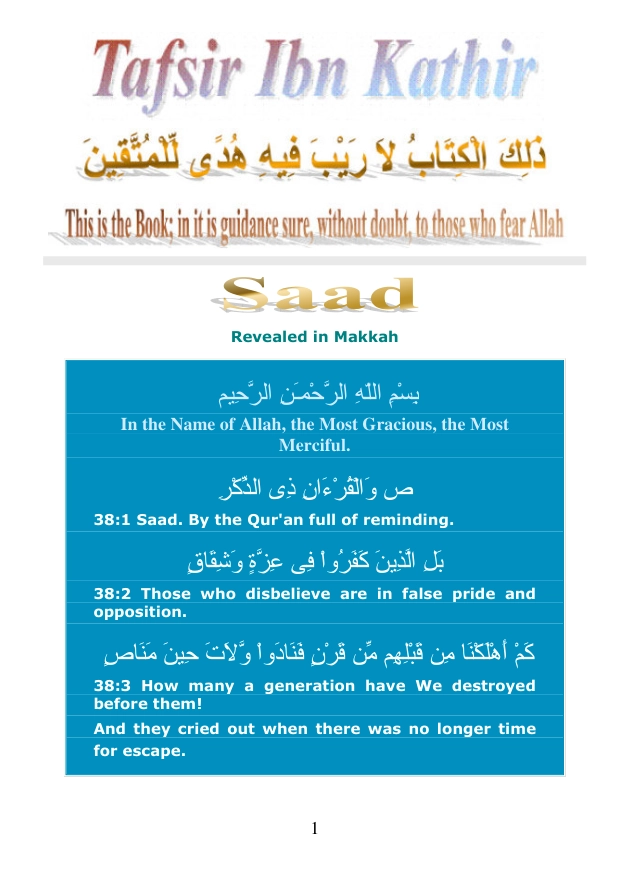 Tafsir Ibn Kathir
ذَلِكَ الْكِتَابُ لاَ رَيْبَ فِيهِ هُدًى لِّلْمُتَّقِينَ
This is the Book; in it is guidance sure, without doubt, to those who fear Allah
Saad
Revealed in Makkah
بِسْمِ اللَّهِ الرَّحْمَـنِ الرَّحِيمِ
In the Name of Allah, the Most Gracious, the Most
Merciful.
ص وَالْقُرْءَانِ ذِى الذِّكْرِ
38:1 Saad. By the Qur'an full of reminding.
بَلِ الَّذِينَ كَفَرُواْ فِى عِزَّةٍ وَشِقَاقٍ
38:2 Those who disbelieve are in false pride and
opposition.
كَمْ أَهْلَكْنَا مِن قَبْلِهِم مِّن قَرْنٍ فَنَادَواْ وَّلاَتَ حِينَ مَنَاصٍ
38:3 How many a generation have We destroyed
before them!
And they cried out when there was no longer time
for escape.
1